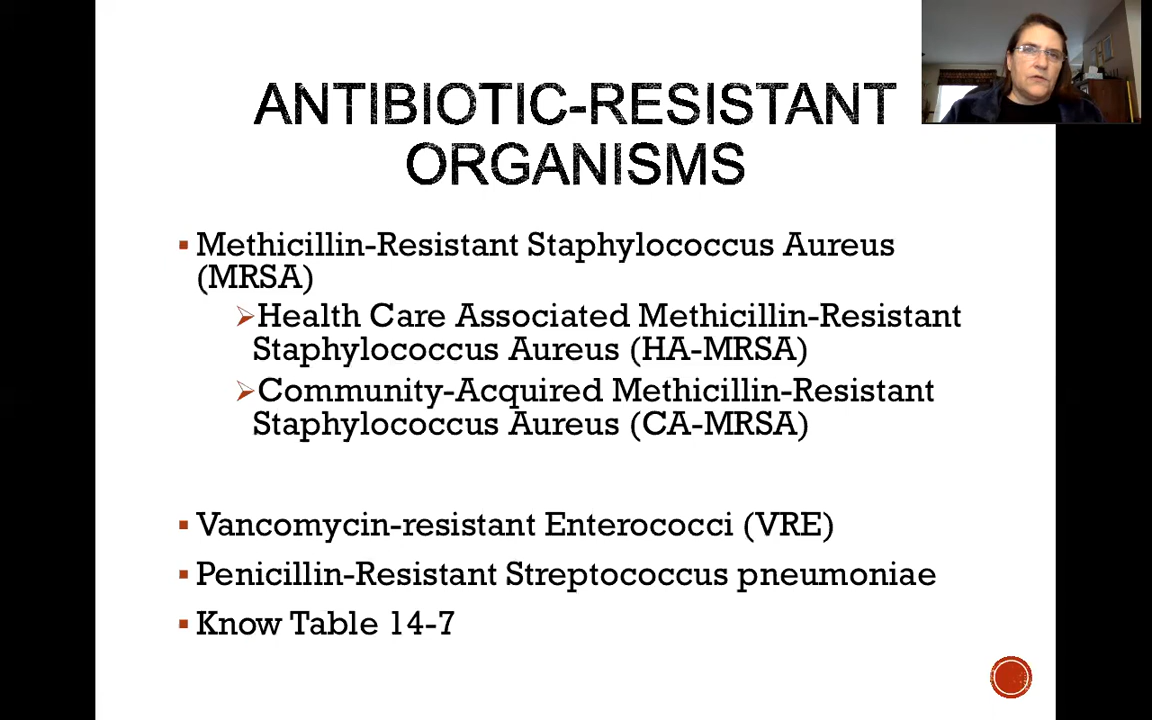 ANTIBIOTIC-RESISTANT
ORGANISMS
▪ Methicillin-Resistant Staphylococcus Aureus
(MRSA)
➢Health Care Associated Methicillin-Resistant
Staphylococcus Aureus (HA-MRSA)
➢Community-Acquired Methicillin-Resistant
Staphylococcus Aureus (CA-MRSA)
▪ Vancomycin-resistant Enterococci (VRE)
▪ Penicillin-Resistant Streptococcus pneumoniae
▪ Know Table 14-7